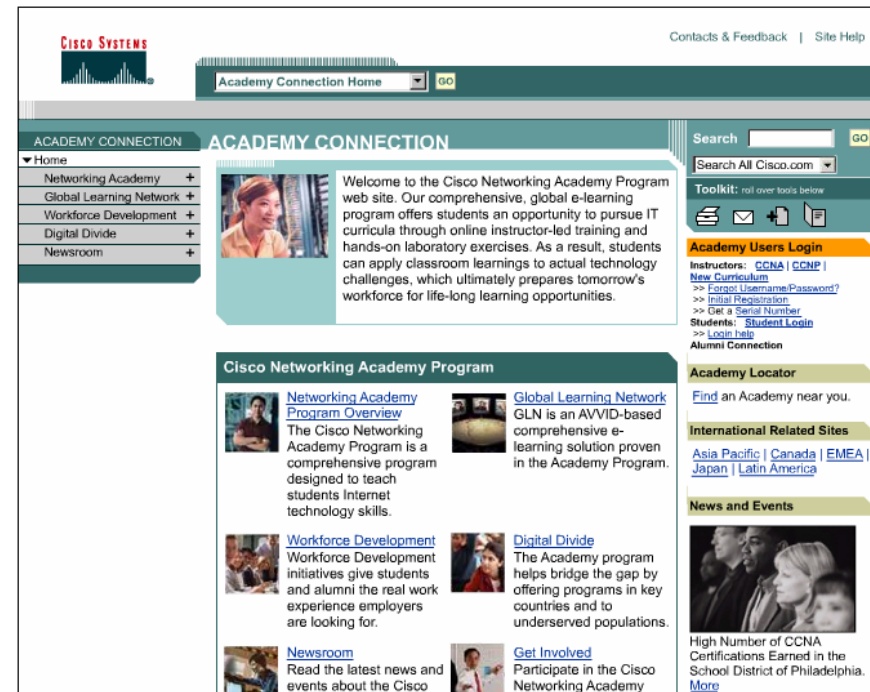 Contacts & Feedback | Site Help
CISCO SYSTEMS
Academy Connection Home GO
ACADEMY CONNECTION
Home
Networking Academy +
Global Learning Network +
Workforce Development +
Digital Divide +
Newsroom +
ACADEMY CONNECTION
Welcome to the Cisco Networking Academy Program
web site. Our comprehensive, global e-learning
program offers students an opportunity to pursue IT
curricula through online instructor-led training and
hands-on laboratory exercises. As a result, students
can apply classroom learnings to actual technology
challenges, which ultimately prepares tomorrow's
workforce for life-long learning opportunities.
Cisco Networking Academy Program
Networking Academy
Program Overview
The Cisco Networking
Academy Program is a
comprehensive program
designed to teach
students Internet
technology skills.
Global Learning Network
GLN is an AVVID-based
comprehensive e-
learning solution proven
in the Academy Program.
Workforce Development
Workforce Development
initiatives give students
and alumni the real work
experience employers
are looking for.
Digital Divide
The Academy program
helps bridge the gap by
offering programs in key
countries and to
underserved populations.
Newsroom
Read the latest news and
events about the Cisco
Get Involved
Participate in the Cisco
Networking Academy
Search GO
Search All Cisco.com
Toolkit: roll over tools below
Academy Users Login
Instructors: CCNA | CCNP |
New Curriculum
>> Forgot Username/Password?
>> Initial Registration
>> Get a Serial Number
Students: Student Login
>> Login help
Alumni Connection
Academy Locator
Find an Academy near you.
International Related Sites
Asia Pacific | Canada | EMEA |
Japan | Latin America
News and Events
High Number of CCNA
Certifications Earned in the
School District of Philadelphia.
More